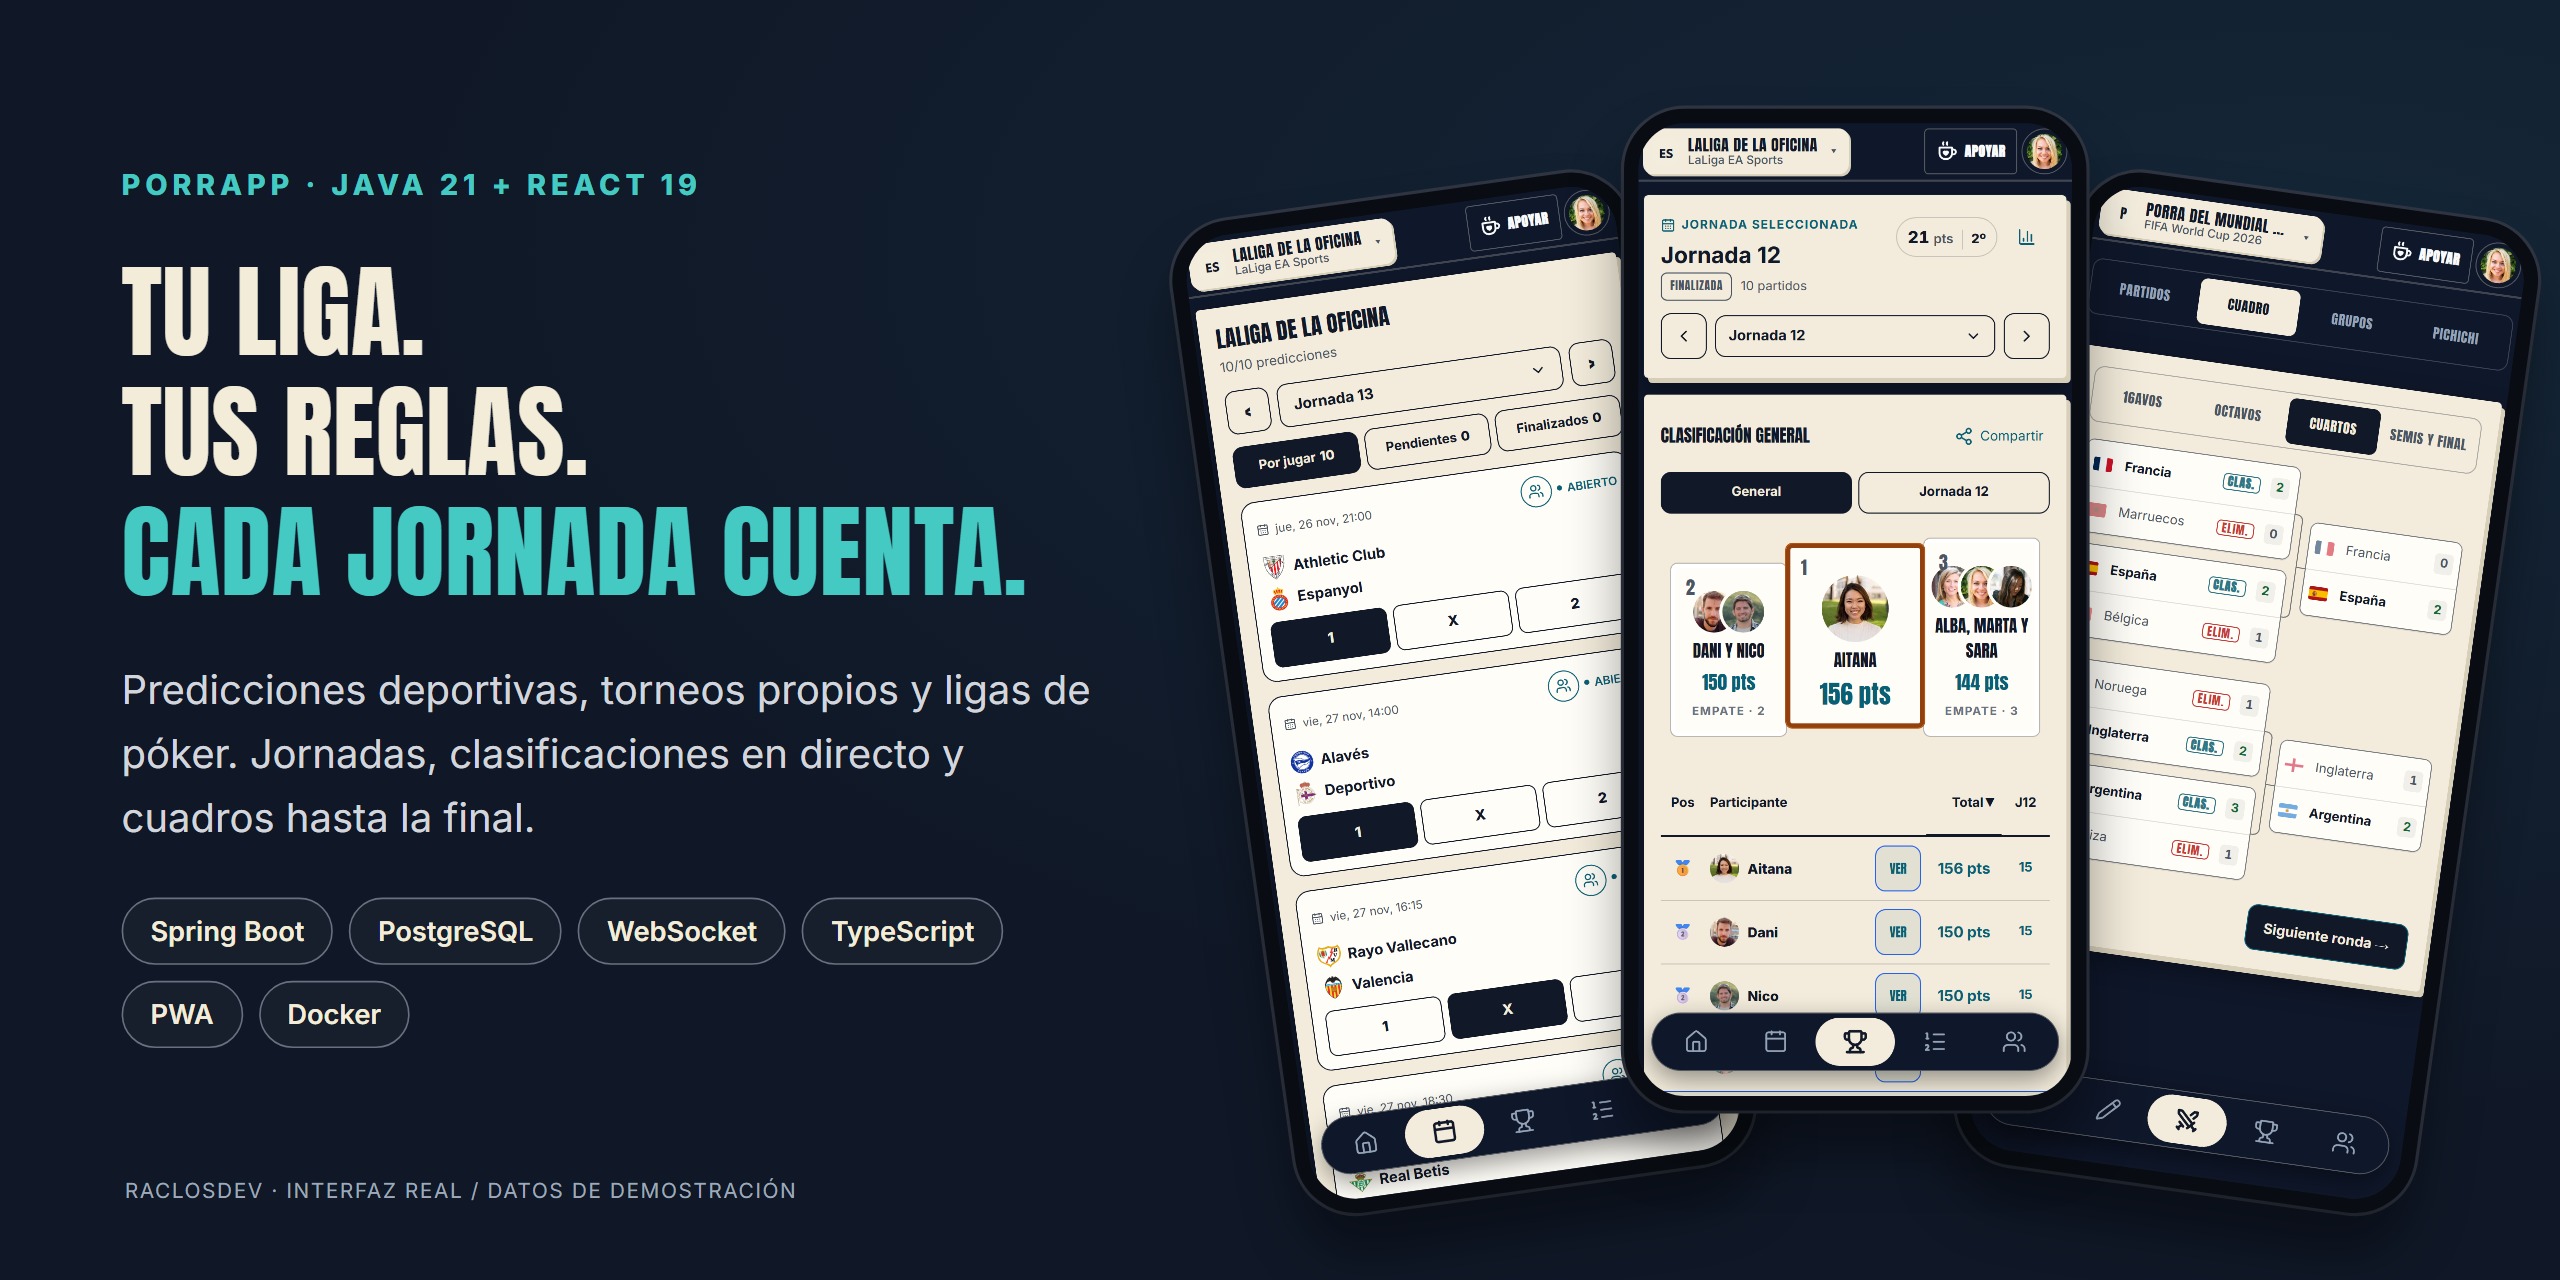 PORRAPP · JAVA 21 + REACT 19
TU LIGA.
TUS REGLAS.
CADA JORNADA CUENTA.
Predicciones deportivas, torneos propios y ligas de
póker. Jornadas, clasificaciones en directo y
cuadros hasta la final.
Spring Boot
PostgreSQL
WebSocket
TypeScript
PWA
Docker
RACLOSDEV · INTERFAZ REAL / DATOS DE DEMOSTRACIÓN
ES
LALIGA DE LA OFICINA
LaLiga EA Sports
APOYAR
LALIGA DE LA OFICINA
10/10 predicciones
Jornada 13
Por jugar 10
Pendientes 0
Finalizados 0
jue, 26 nov, 21:00
ABIERTO
Athletic Club
Espanyol
1
X
2
vie, 27 nov, 14:00
ABIE
Alavés
Deportivo
1
X
2
vie, 27 nov, 16:15
Rayo Vallecano
Valencia
1
X
vie, 27 nov, 18:30
Real Betis
ES
LALIGA DE LA OFICINA
LaLiga EA Sports
APOYAR
JORNADA SELECCIONADA
21 pts
2º
Jornada 12
FINALIZADA
10 partidos
Jornada 12
CLASIFICACIÓN GENERAL
Compartir
General
Jornada 12
2
DANI Y NICO
150 pts
EMPATE · 2
1
AITANA
156 pts
3
ALBA, MARTA Y
SARA
144 pts
EMPATE · 3
Pos Participante Total▼ J12
Aitana VER 156 pts 15
Dani VER 150 pts 15
Nico VER 150 pts 15
P
PORRA DEL MUNDIAL ...
FIFA World Cup 2026
APOYAR
PARTIDOS
CUADRO
GRUPOS
PICHICHI
16AVOS
OCTAVOS
CUARTOS
SEMIS Y FINAL
Francia CLAS. 2
Marruecos ELIM. 0
España CLAS. 2
Bélgica ELIM. 1
Francia 0
España 2
Noruega ELIM. 1
Inglaterra CLAS. 2
rgentina CLAS. 3
iza ELIM. 1
Inglaterra 1
Argentina 2
Siguiente ronda →